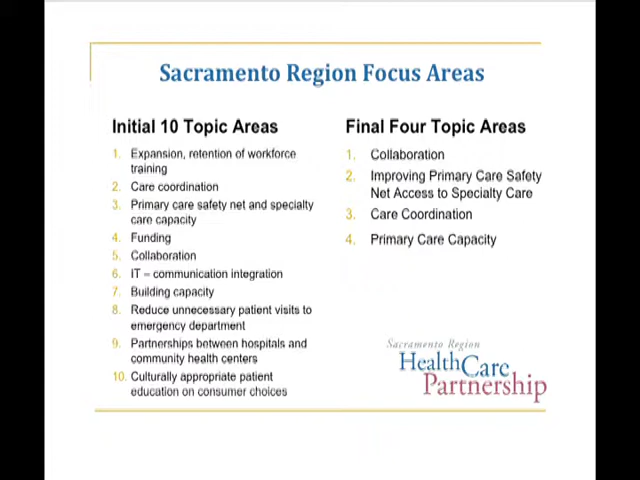 Sacramento Region Focus Areas
Initial 10 Topic Areas
1. Expansion, retention of workforce
training
2. Care coordination
3. Primary care safety net and specialty
care capacity
4. Funding
5. Collaboration
6. IT – communication integration
7. Building capacity
8. Reduce unnecessary patient visits to
emergency department
9. Partnerships between hospitals and
community health centers
10. Culturally appropriate patient
education on consumer choices
Final Four Topic Areas
1. Collaboration
2. Improving Primary Care Safety
Net Access to Specialty Care
3. Care Coordination
4. Primary Care Capacity
Sacramento Region
HealthCare
Partnership